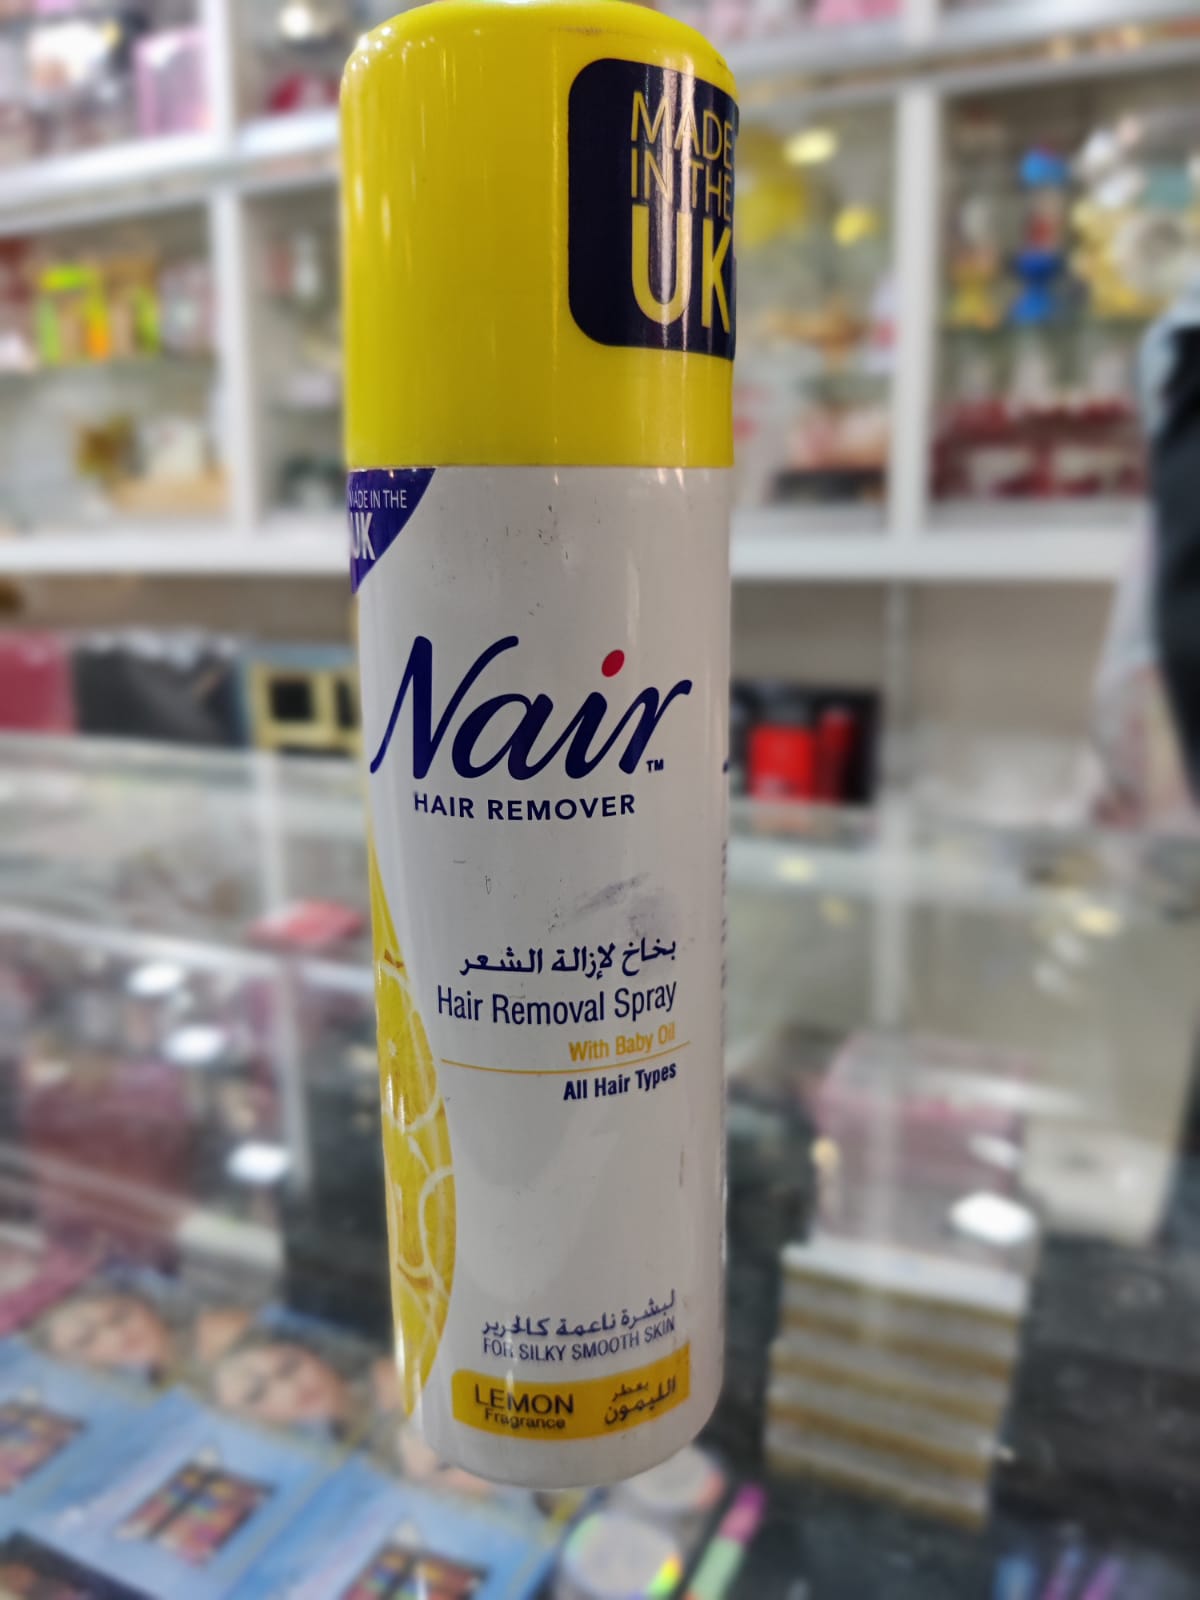 MADE
IN THE
UK
MADE IN THE
UK
Nair™
HAIR REMOVER
بخاخ لإزالة الشعر
Hair Removal Spray
With Baby Oil
All Hair Types
لبشرة ناعمة كالحرير
FOR SILKY SMOOTH SKIN
LEMON
Fragrance
بعطر
الليمون